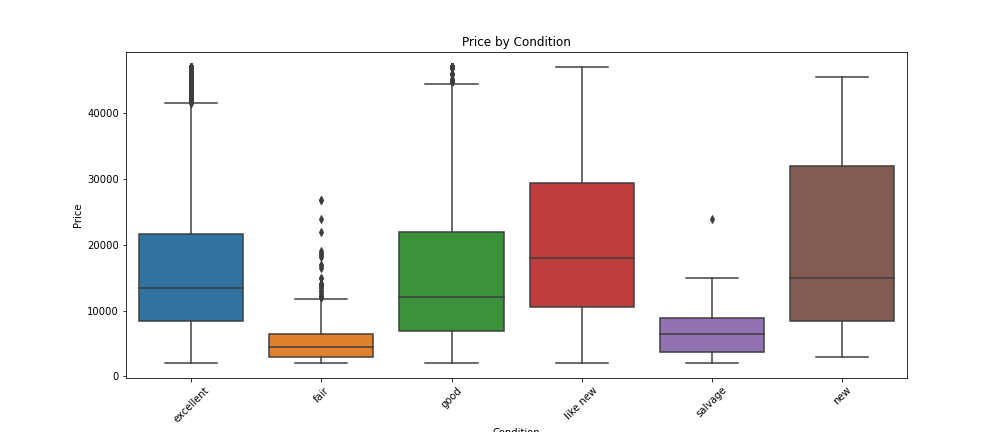 Price by Condition
Price
40000
30000
20000
10000
0
excellent
fair
good
like new
salvage
new
Condition